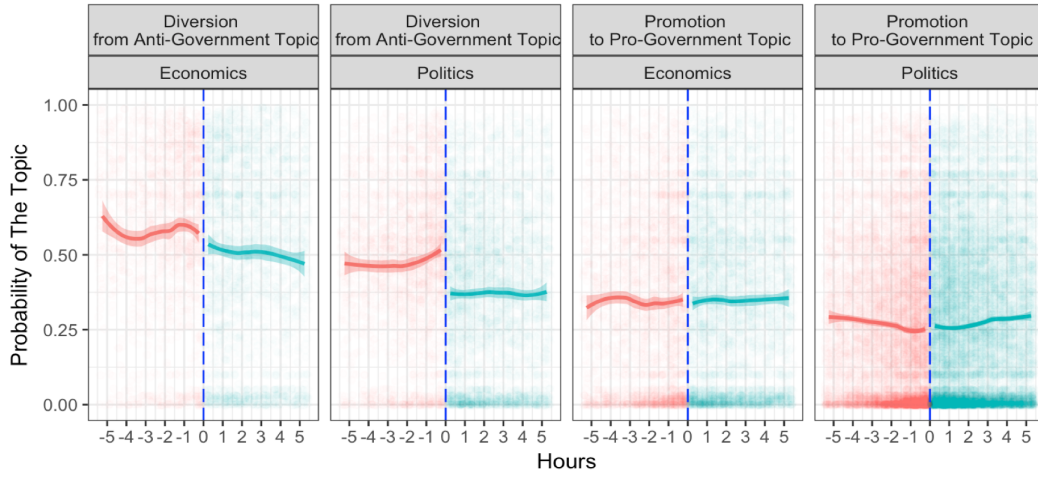 Diversion
from Anti-Government Topic
Diversion
from Anti-Government Topic
Promotion
to Pro-Government Topic
Promotion
to Pro-Government Topic
Economics
Politics
Economics
Politics
Probability of The Topic
1.00
0.75
0.50
0.25
0.00
-5 -4 -3 -2 -1 0 1 2 3 4 5
-5 -4 -3 -2 -1 0 1 2 3 4 5
-5 -4 -3 -2 -1 0 1 2 3 4 5
-5 -4 -3 -2 -1 0 1 2 3 4 5
Hours